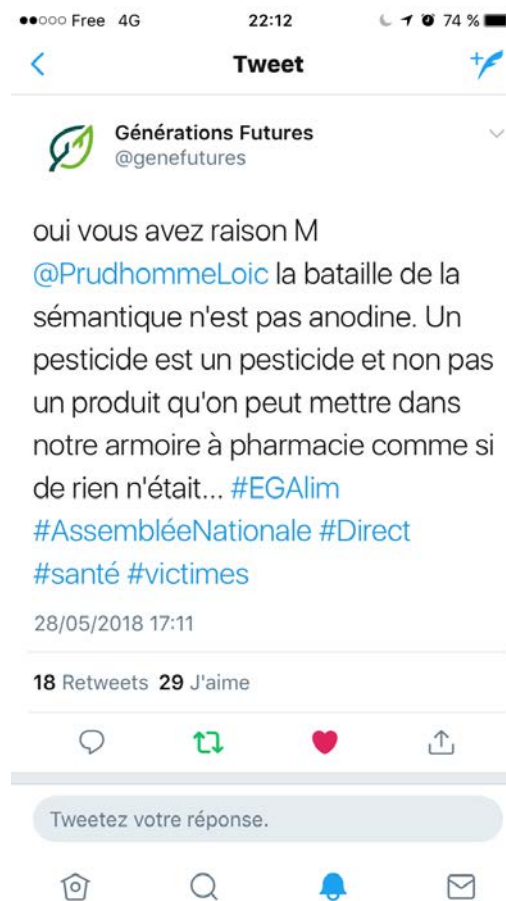 Free 4G 22:12 74 %
Tweet
Générations Futures
@genefutures
oui vous avez raison M
@PrudhommeLoic la bataille de la
sémantique n'est pas anodine. Un
pesticide est un pesticide et non pas
un produit qu'on peut mettre dans
notre armoire à pharmacie comme si
de rien n'était... #EGAlim
#AssembléeNationale #Direct
#santé #victimes
28/05/2018 17:11
18 Retweets 29 J'aime
Tweetez votre réponse.